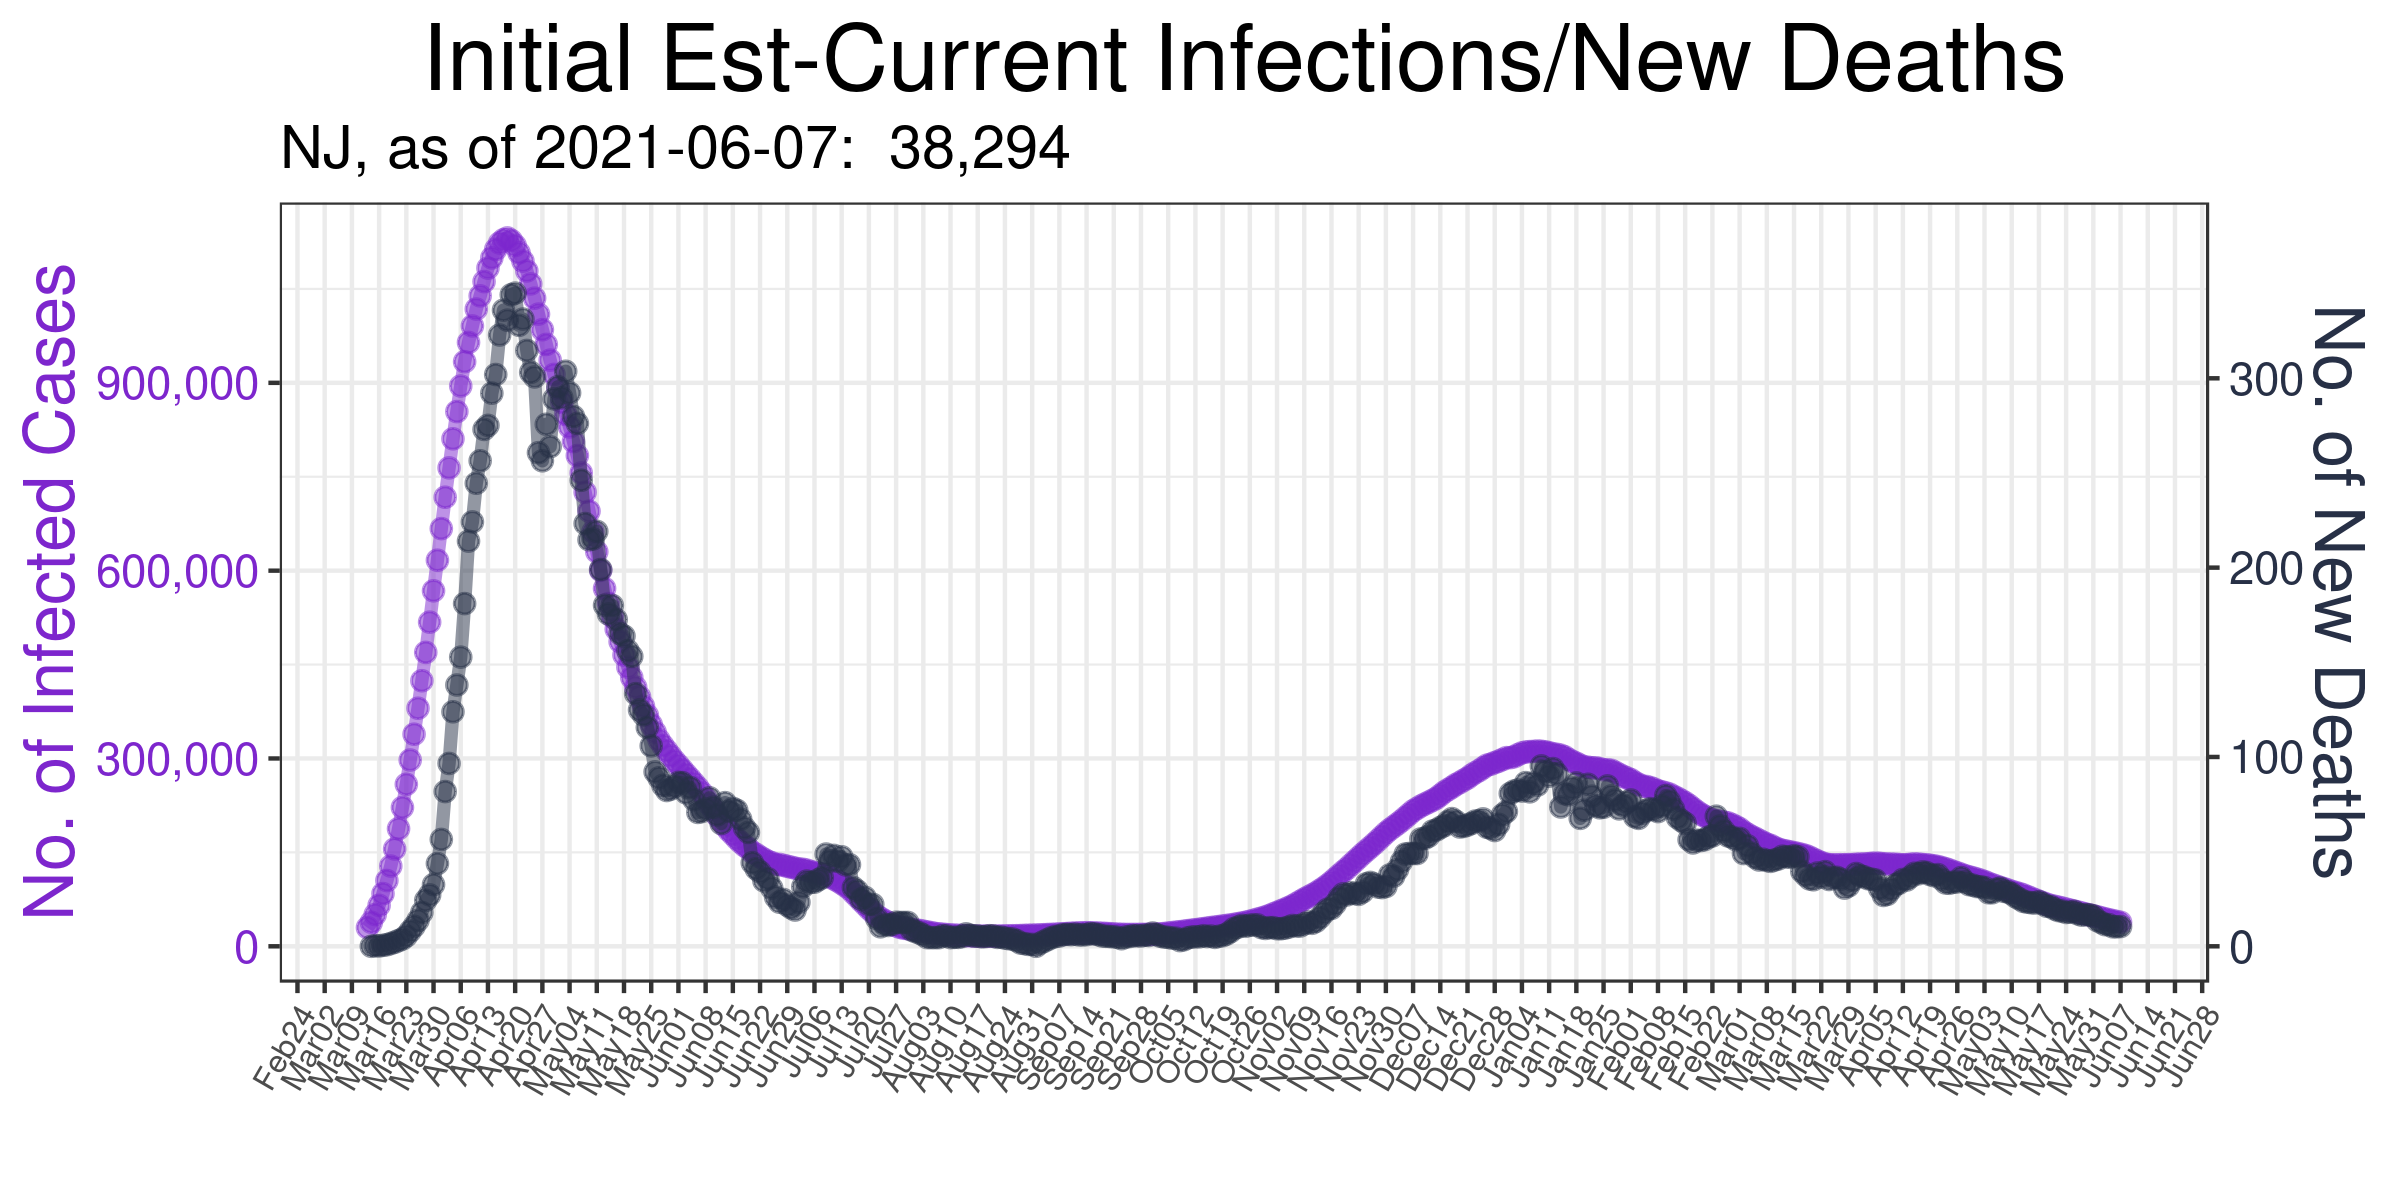 Initial Est-Current Infections/New Deaths
NJ, as of 2021-06-07:  38,294
No. of Infected Cases
900,000
600,000
300,000
0
No. of New Deaths
300
200
100
0
Feb24
Mar02
Mar09
Mar16
Mar23
Mar30
Apr06
Apr13
Apr20
Apr27
May04
May11
May18
May25
Jun01
Jun08
Jun15
Jun22
Jun29
Jul06
Jul13
Jul20
Jul27
Aug03
Aug10
Aug17
Aug24
Aug31
Sep07
Sep14
Sep21
Sep28
Oct05
Oct12
Oct19
Oct26
Nov02
Nov09
Nov16
Nov23
Nov30
Dec07
Dec14
Dec21
Dec28
Jan04
Jan11
Jan18
Jan25
Feb01
Feb08
Feb15
Feb22
Mar01
Mar08
Mar15
Mar22
Mar29
Apr05
Apr12
Apr19
Apr26
May03
May10
May17
May24
May31
Jun07
Jun14
Jun21
Jun28